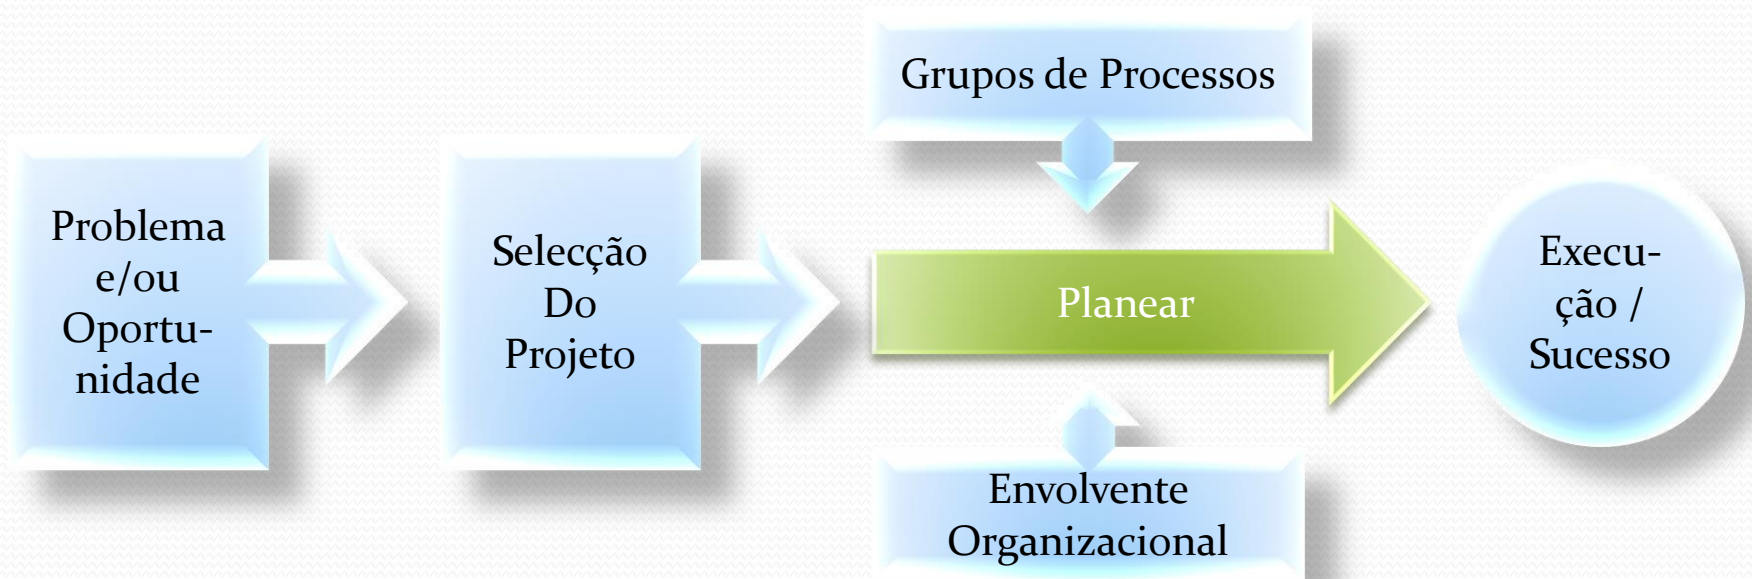 Grupos de Processos
Problema
e/ou
Oportu-
nidade
Selecção
Do
Projeto
Planear
Execu-
ção /
Sucesso
Envolvente
Organizacional